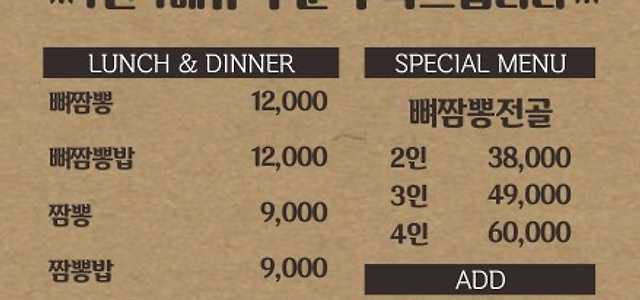 LUNCH & DINNER
뼈짬뽕 12,000
뼈짬뽕밥 12,000
짬뽕 9,000
짬뽕밥 9,000
SPECIAL MENU
뼈짬뽕전골
2인 38,000
3인 49,000
4인 60,000
ADD